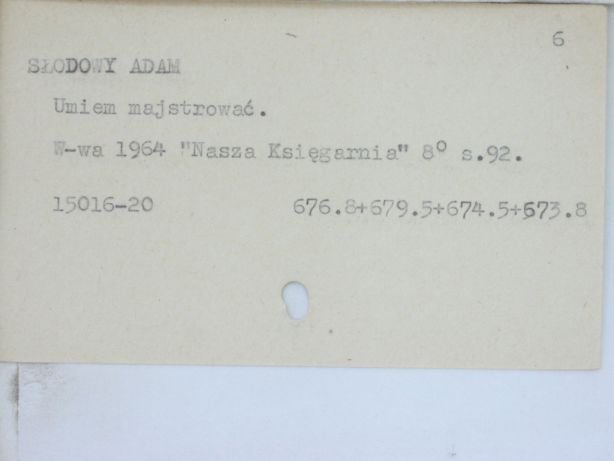 6
SŁODOWY ADAM
Umiem majstrować.
W-wa 1964 "Nasza Księgarnia" 8° s.92.
15016-20 676.8+679.5+674.5+673.8